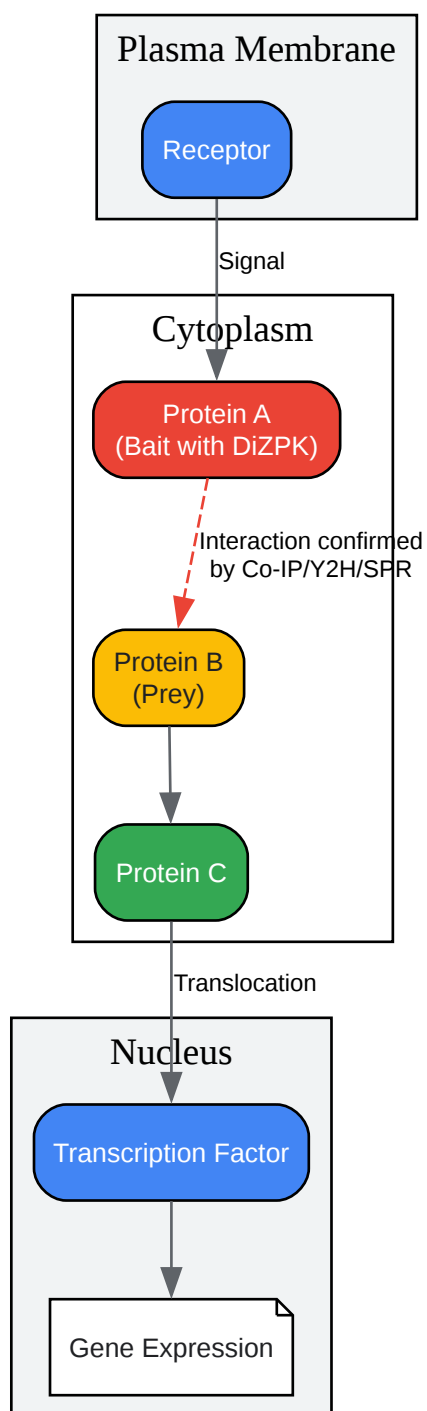 Plasma Membrane
Receptor
Signal
Cytoplasm
Protein A
(Bait with DiZPK)
Interaction confirmed
by Co-IP/Y2H/SPR
Protein B
(Prey)
Protein C
Translocation
Nucleus
Transcription Factor
Gene Expression